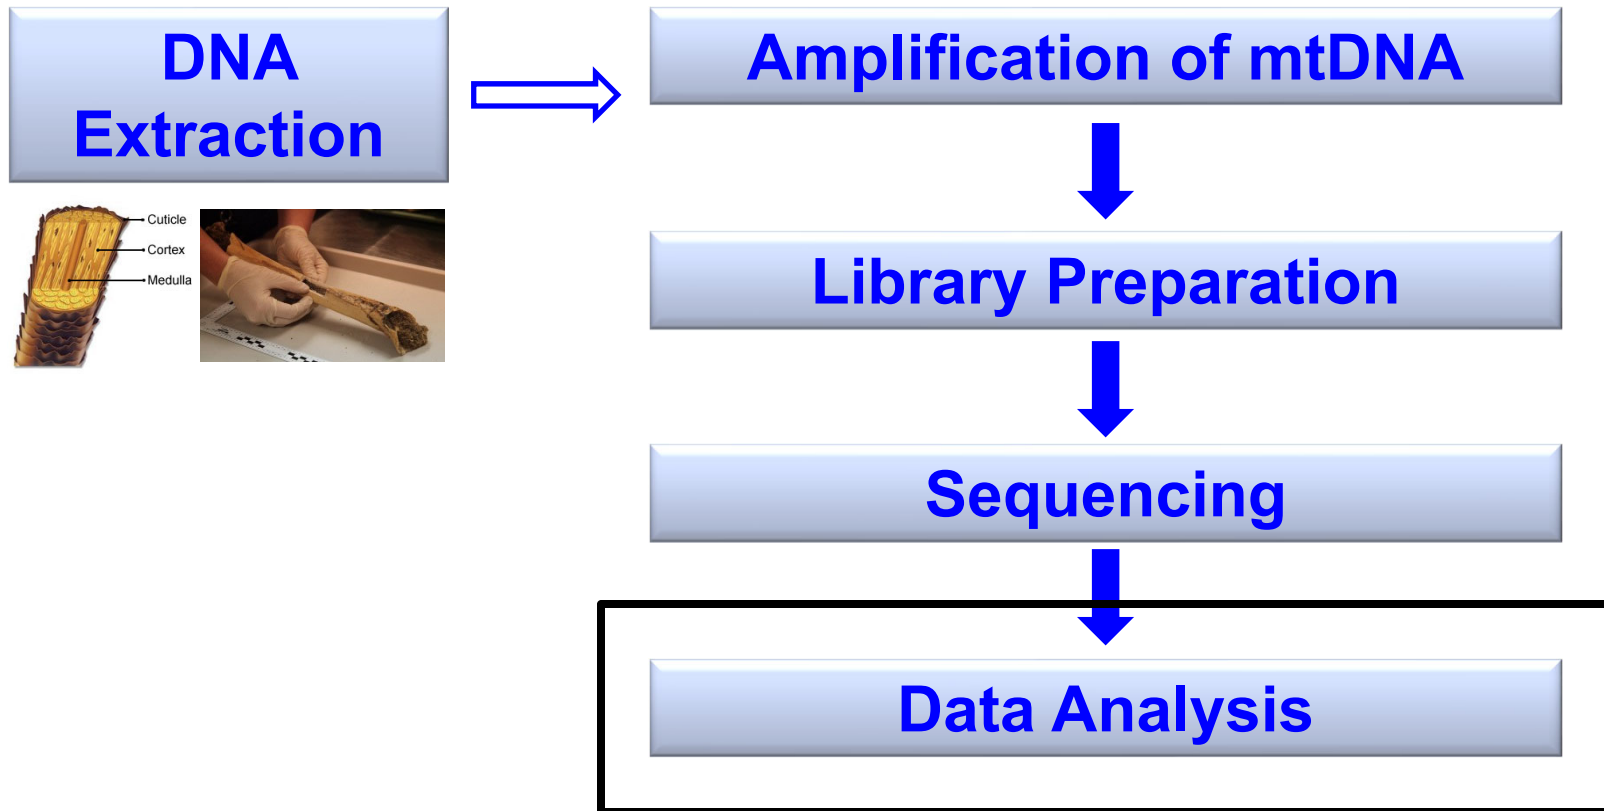 DNA
Extraction
Cuticle
Cortex
Medulla
Amplification of mtDNA
Library Preparation
Sequencing
Data Analysis